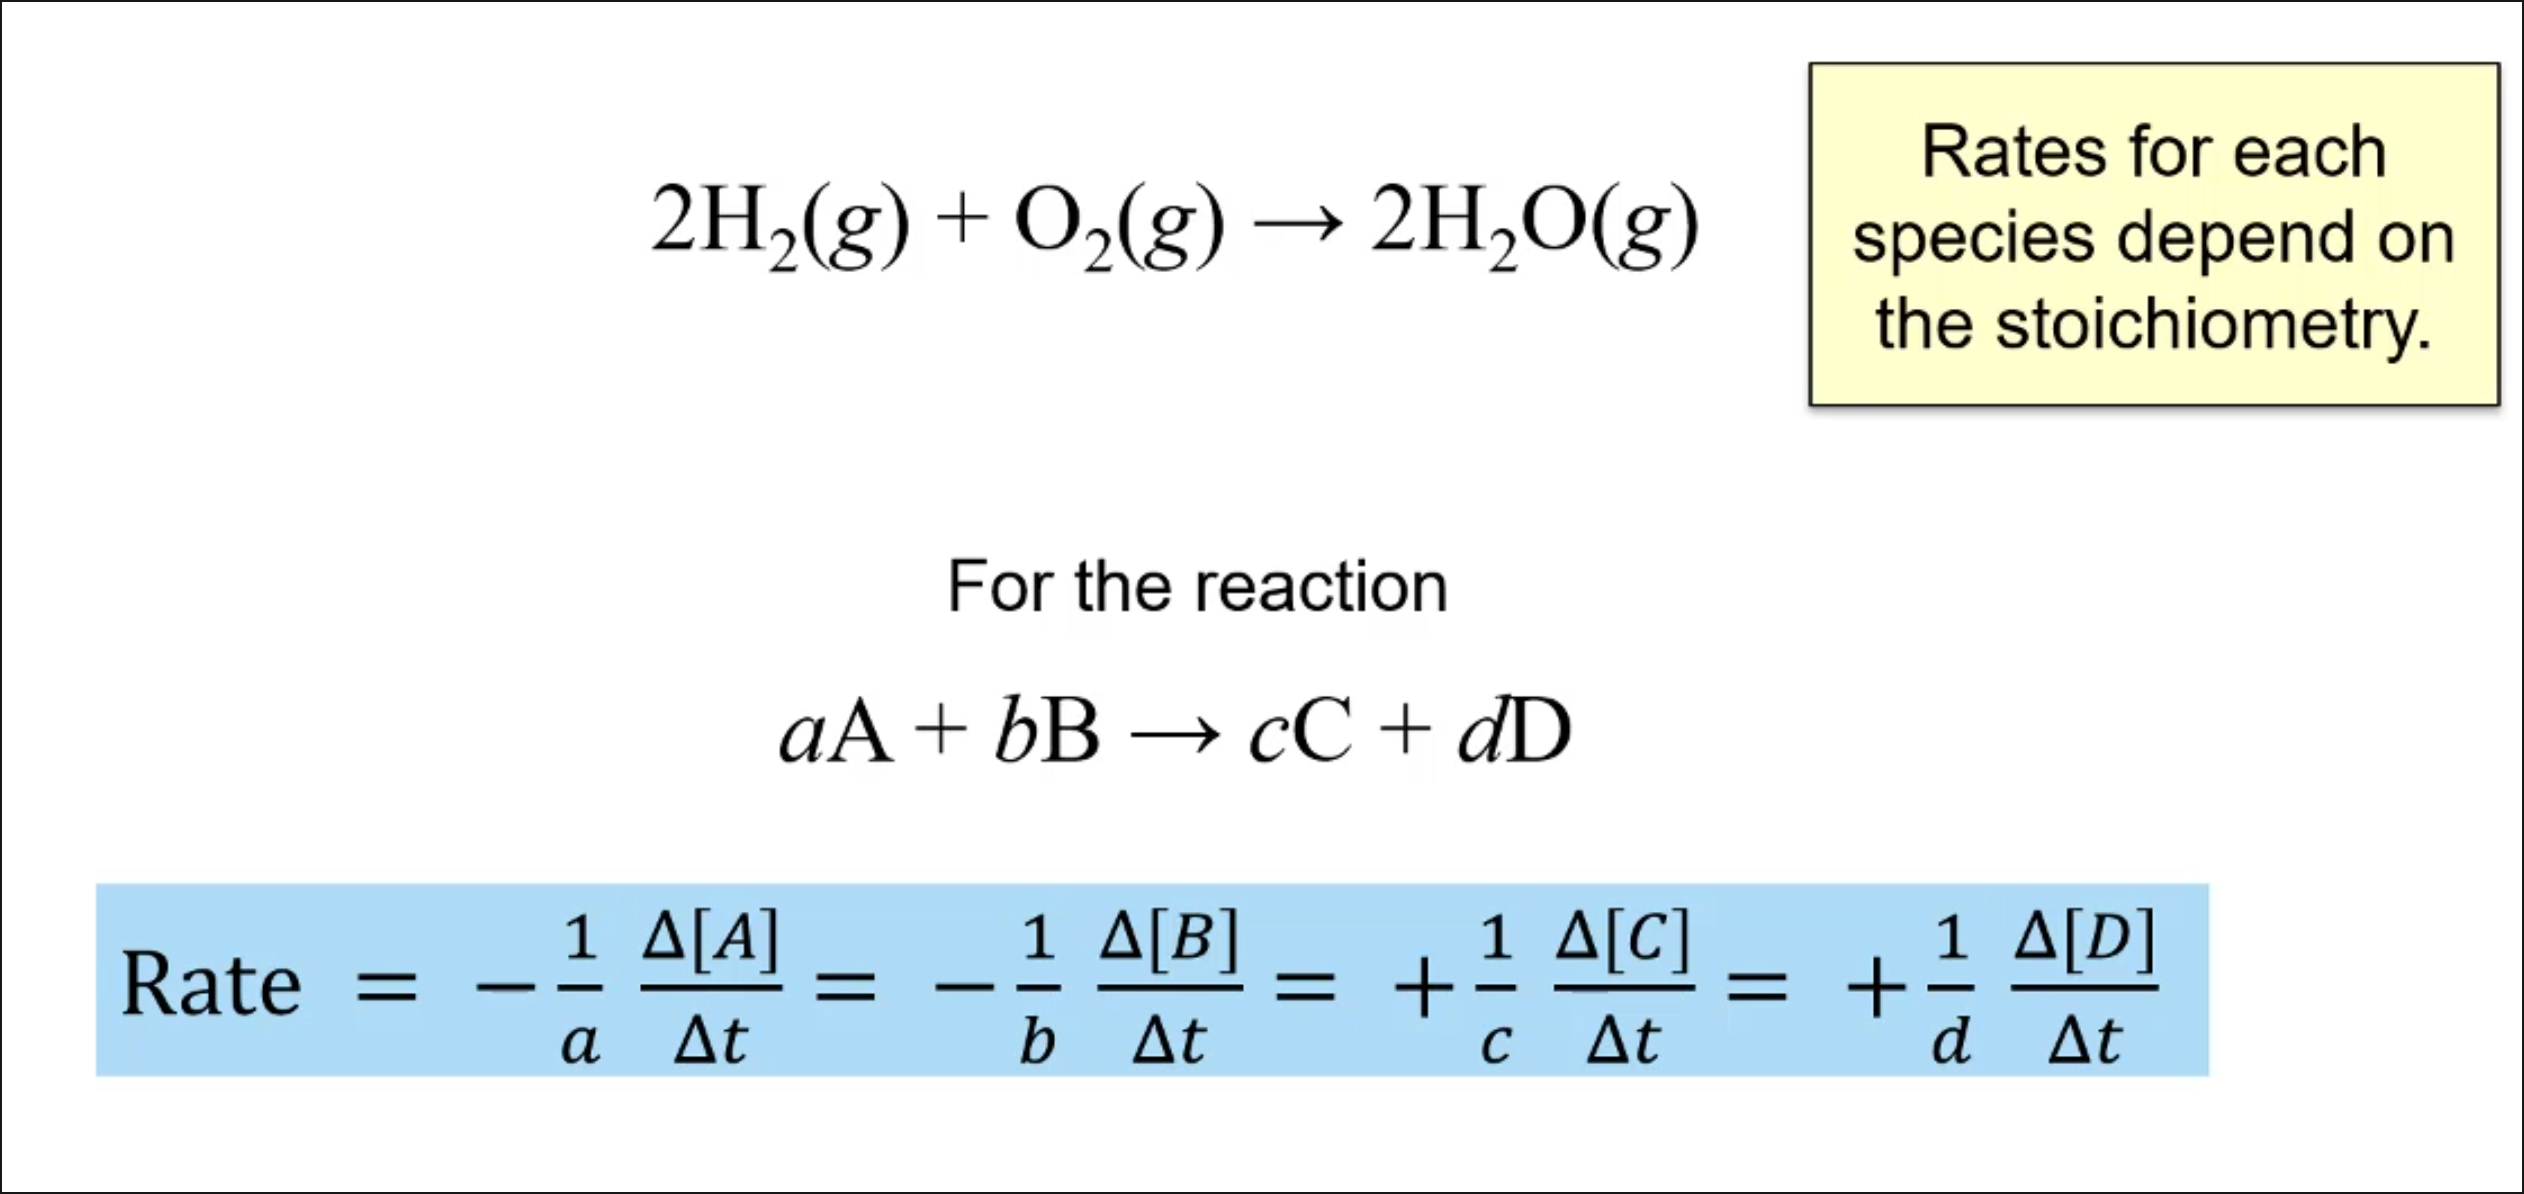 2H₂(g) + O₂(g) → 2H₂O(g)
Rates for each
species depend on
the stoichiometry.
For the reaction
aA + bB → cC + dD
Rate = −1/a Δ[A]/Δt = −1/b Δ[B]/Δt = +1/c Δ[C]/Δt = +1/d Δ[D]/Δt